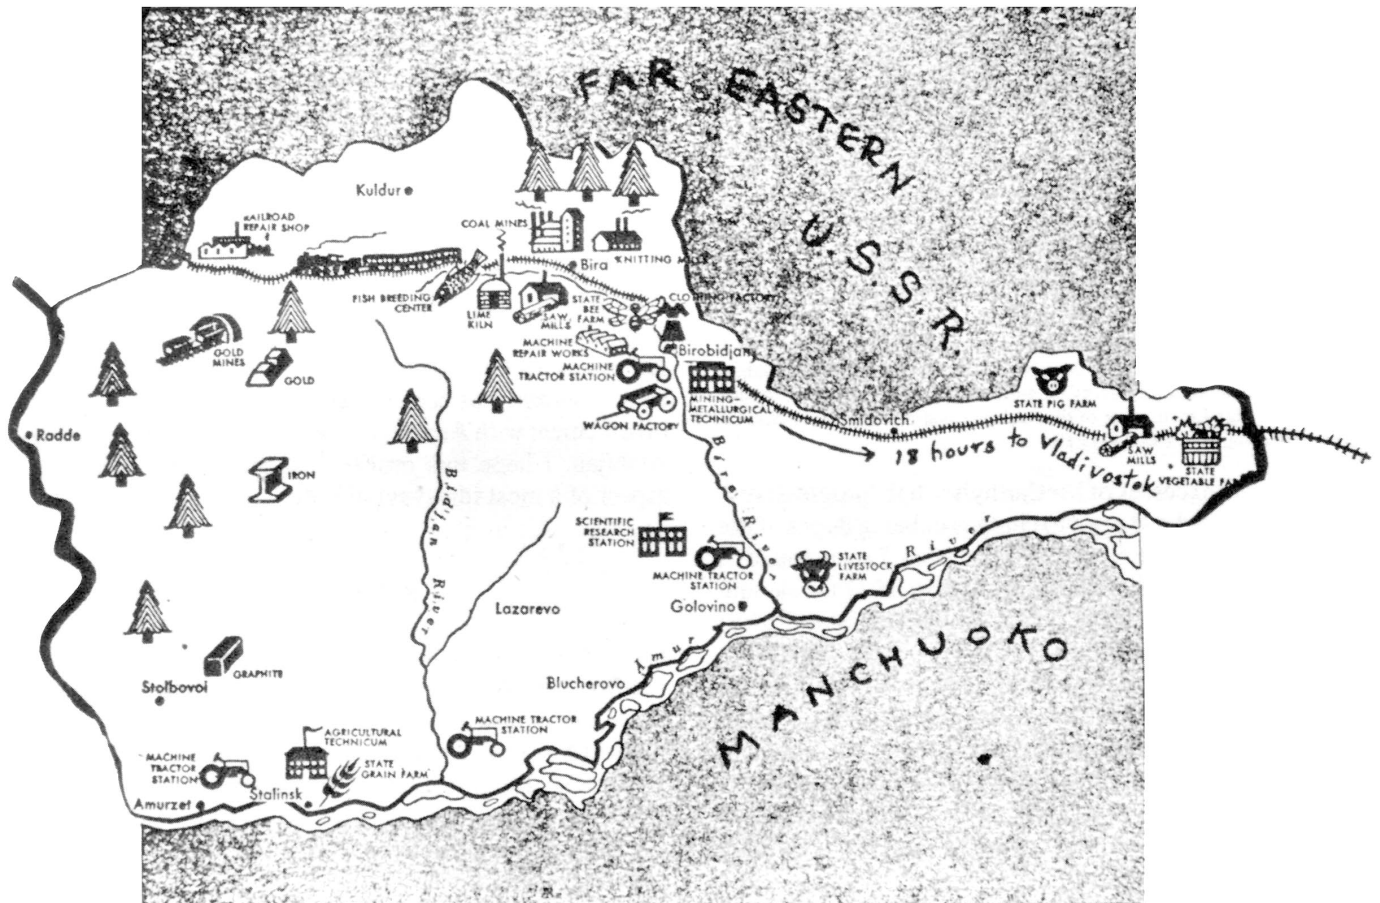 FAR EASTERN
U.S.S.R.
Kuldur
RAILROAD
REPAIR SHOP
COAL MINES
KNITTING MILLS
Bira
FISH BREEDING
CENTER
LIME
KILN
SAW
MILLS
STATE
BEE
FARM
CLOTHING FACTORY
GOLD
MINES
GOLD
MACHINE
REPAIR WORKS
Birobidjan
MACHINE
TRACTOR STATION
MINING-
METALLURGICAL
TECHNICUM
WAGON FACTORY
STATE PIG FARM
Smidovich
18 hours to Vladivostok
SAW
MILLS
STATE
VEGETABLE FA
Radde
IRON
Bidjan River
Bira River
SCIENTIFIC
RESEARCH
STATION
MACHINE TRACTOR
STATION
STATE
LIVESTOCK
FARM
Golovino
Lazarevo
Amur River
MANCHUOKO
GRAPHITE
Stolbovoi
Blucherovo
MACHINE TRACTOR
STATION
AGRICULTURAL
TECHNICUM
MACHINE
TRACTOR
STATION
STATE
GRAIN FARM
Stalinsk
Amurzet